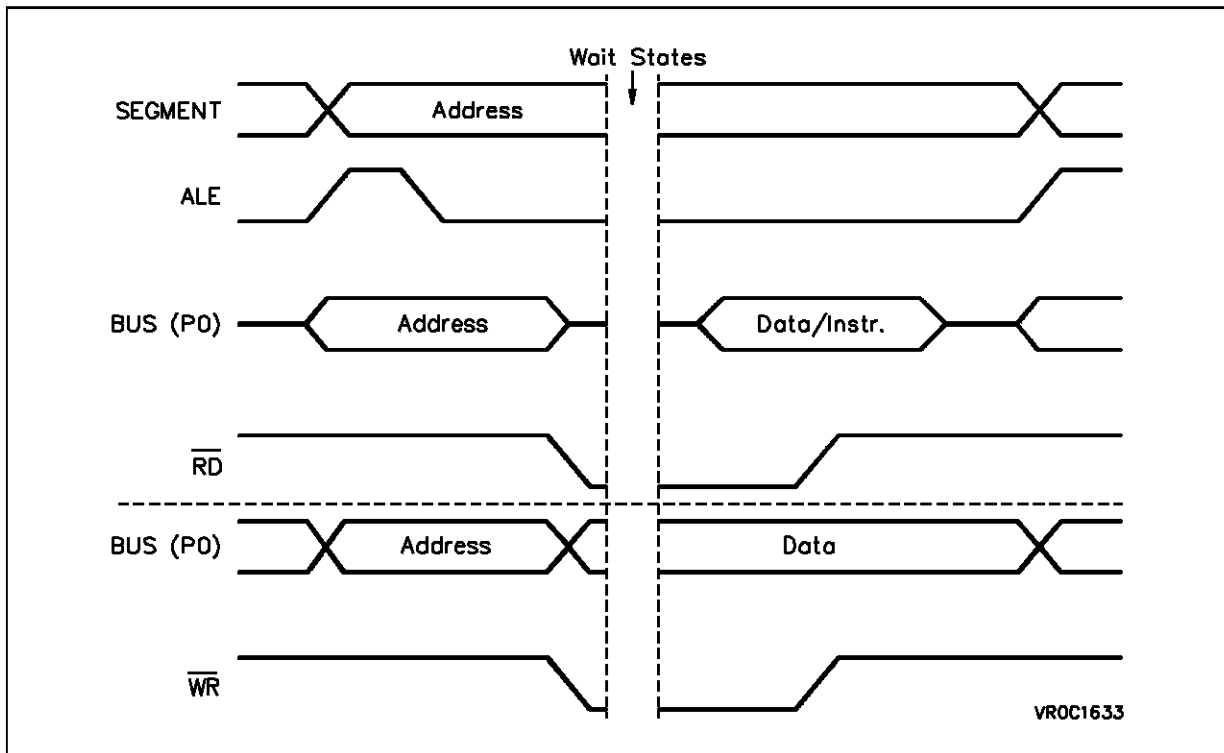 Wait States
SEGMENT
Address
ALE
BUS (P0)
Address
Data/Instr.
RD
BUS (P0)
Address
Data
WR
VR0C1633